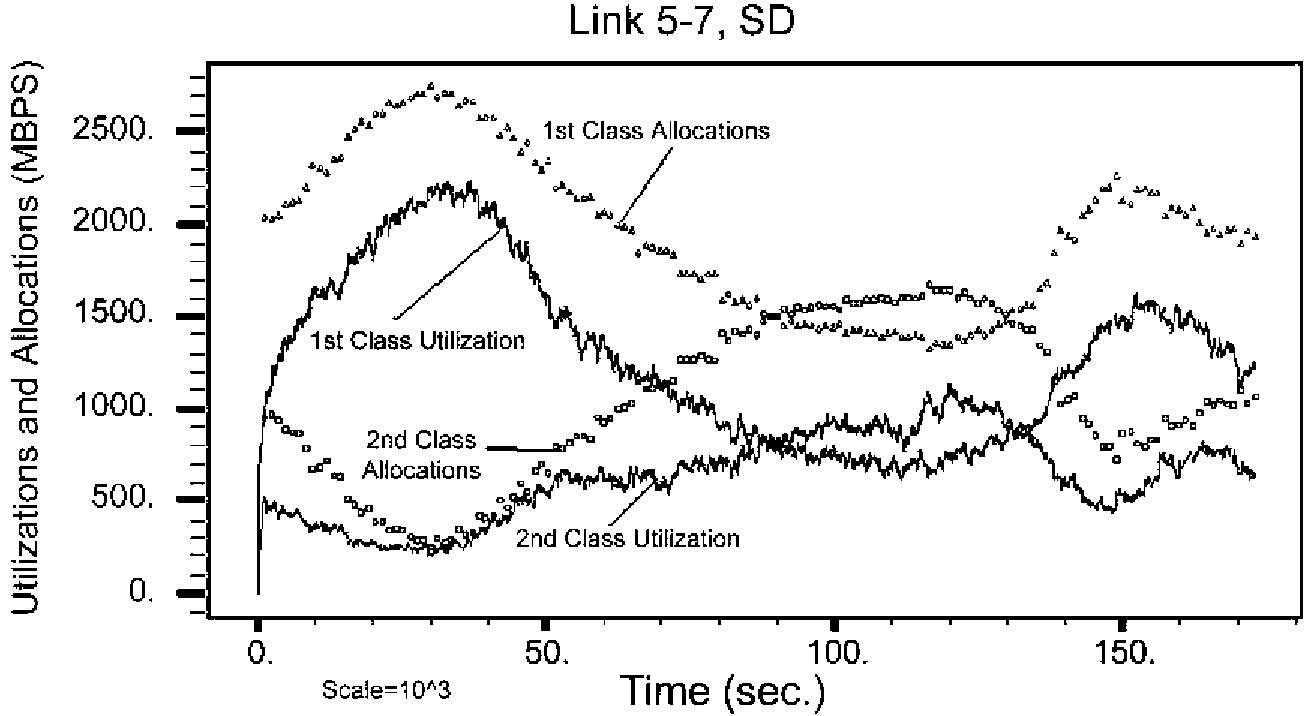 Link 5-7, SD
Utilizations and Allocations (MBPS)
2500.
2000.
1500.
1000.
500.
0.
1st Class Allocations
1st Class Utilization
2nd Class
Allocations
2nd Class Utilization
0.
50.
100.
150.
Scale=10^3
Time (sec.)